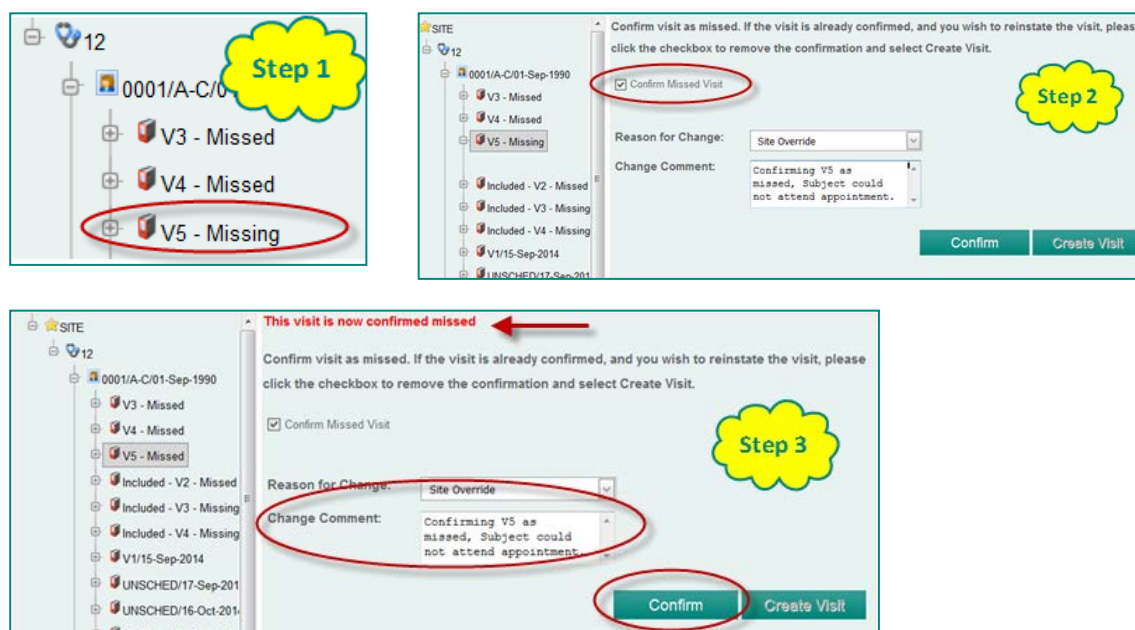 12
Step 1
0001/A-C/0
V3 - Missed
V4 - Missed
V5 - Missing
SITE
12
0001/A-C/01-Sep-1990
V3 - Missed
V4 - Missed
V5 - Missing
Included - V2 - Missed
Included - V3 - Missing
Included - V4 - Missing
V1/15-Sep-2014
UNSCHED/17-Sep-201
Confirm visit as missed. If the visit is already confirmed, and you wish to reinstate the visit, pleas
click the checkbox to remove the confirmation and select Create Visit.
Confirm Missed Visit
Step 2
Reason for Change: Site Override
Change Comment: Confirming V5 as
missed, Subject could
not attend appointment.
Confirm Create Visit
SITE
12
0001/A-C/01-Sep-1990
V3 - Missed
V4 - Missed
V5 - Missed
Included - V2 - Missed
Included - V3 - Missing
Included - V4 - Missing
V1/15-Sep-2014
UNSCHED/17-Sep-201
UNSCHED/16-Oct-201
This visit is now confirmed missed
Confirm visit as missed. If the visit is already confirmed, and you wish to reinstate the visit, please
click the checkbox to remove the confirmation and select Create Visit.
Confirm Missed Visit
Step 3
Reason for Change: Site Override
Change Comment: Confirming V5 as
missed, Subject could
not attend appointment.
Confirm Create Visit